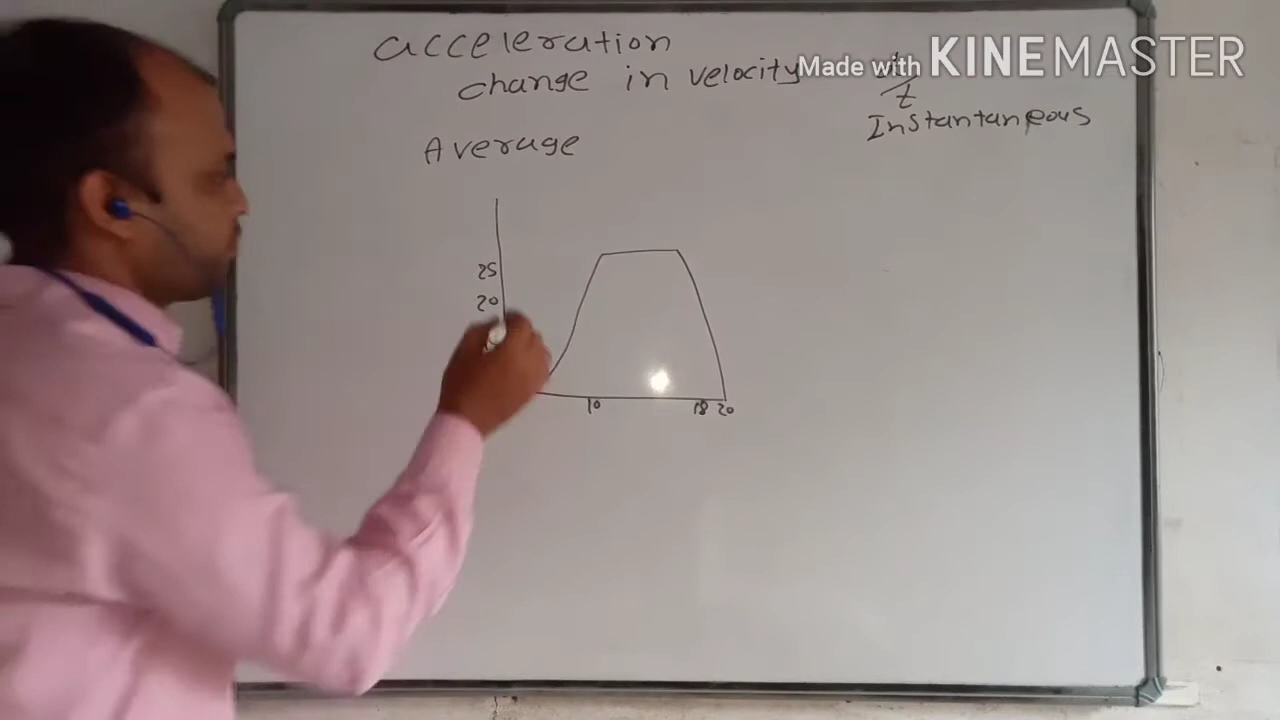 acceleration
change in velocity
Made with KINEMASTER
t
Instantaneous
Average
25
20
10 18 20